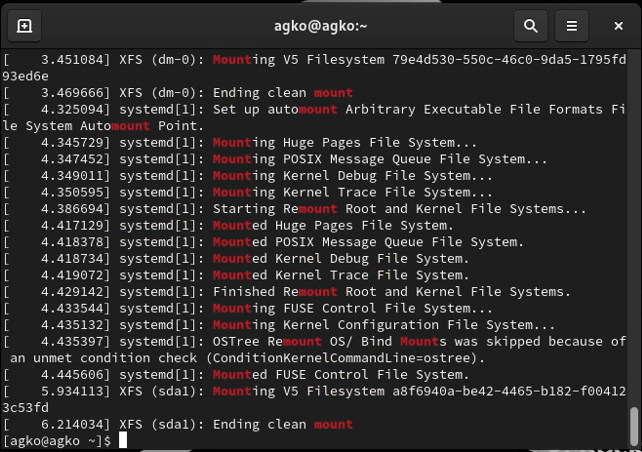 agko@agko:~
[    3.451084] XFS (dm-0): Mounting V5 Filesystem 79e4d530-550c-46c0-9da5-1795fd
93ed6e
[    3.469666] XFS (dm-0): Ending clean mount
[    4.325094] systemd[1]: Set up automount Arbitrary Executable File Formats Fi
le System Automount Point.
[    4.345729] systemd[1]: Mounting Huge Pages File System...
[    4.347452] systemd[1]: Mounting POSIX Message Queue File System...
[    4.349011] systemd[1]: Mounting Kernel Debug File System...
[    4.350595] systemd[1]: Mounting Kernel Trace File System...
[    4.386694] systemd[1]: Starting Remount Root and Kernel File Systems...
[    4.417129] systemd[1]: Mounted Huge Pages File System.
[    4.418378] systemd[1]: Mounted POSIX Message Queue File System.
[    4.418734] systemd[1]: Mounted Kernel Debug File System.
[    4.419072] systemd[1]: Mounted Kernel Trace File System.
[    4.429142] systemd[1]: Finished Remount Root and Kernel File Systems.
[    4.433544] systemd[1]: Mounting FUSE Control File System...
[    4.435132] systemd[1]: Mounting Kernel Configuration File System...
[    4.435397] systemd[1]: OSTree Remount OS/ Bind Mounts was skipped because of
 an unmet condition check (ConditionKernelCommandLine=ostree).
[    4.445606] systemd[1]: Mounted FUSE Control File System.
[    5.934113] XFS (sda1): Mounting V5 Filesystem a8f6940a-be42-4465-b182-f00412
3c53fd
[    6.214034] XFS (sda1): Ending clean mount
[agko@agko ~]$